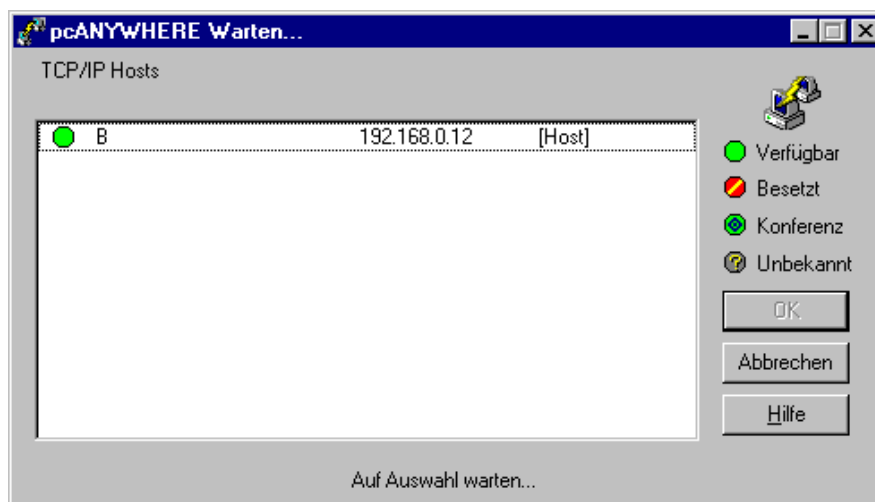 pcANYWHERE Warten...
TCP/IP Hosts
B 192.168.0.12 [Host]
Verfügbar
Besetzt
Konferenz
Unbekannt
OK
Abbrechen
Hilfe
Auf Auswahl warten...